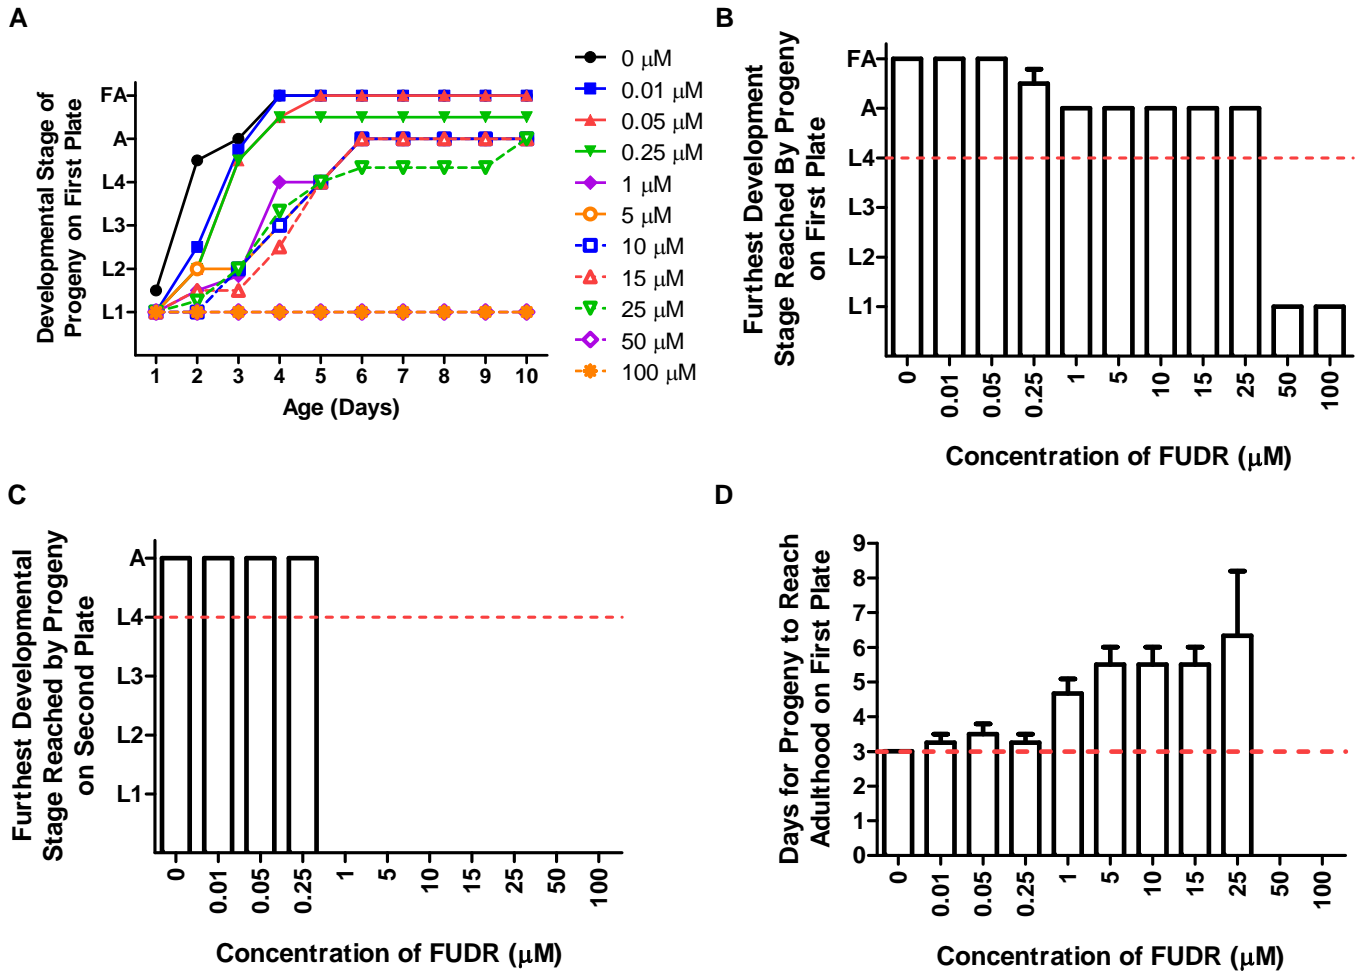 A
Developmental Stage of
Progeny on First Plate
FA
A
L4
L3
L2
L1
1 2 3 4 5 6 7 8 9 10
Age (Days)
0 μM
0.01 μM
0.05 μM
0.25 μM
1 μM
5 μM
10 μM
15 μM
25 μM
50 μM
100 μM
B
Furthest Development
Stage Reached By Progeny
on First Plate
FA
A
L4
L3
L2
L1
0 0.01 0.05 0.25 1 5 10 15 25 50 100
Concentration of FUDR (μM)
C
Furthest Developmental
Stage Reached by Progeny
on Second Plate
A
L4
L3
L2
L1
0 0.01 0.05 0.25 1 5 10 15 25 50 100
Concentration of FUDR (μM)
D
Days for Progeny to Reach
Adulthood on First Plate
9
8
7
6
5
4
3
2
1
0
0 0.01 0.05 0.25 1 5 10 15 25 50 100
Concentration of FUDR (μM)